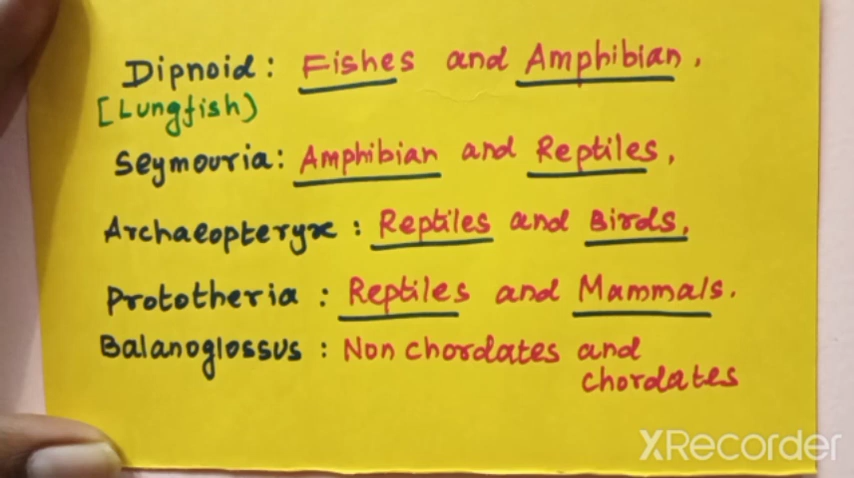 Dipnoid: Fishes and Amphibian.
[Lungfish)
Seymouria: Amphibian and Reptiles,
Archaeopteryx: Reptiles and Birds,
Prototheria: Reptiles and Mammals.
Balanoglossus: Non chordates and
chordates
XRecorder